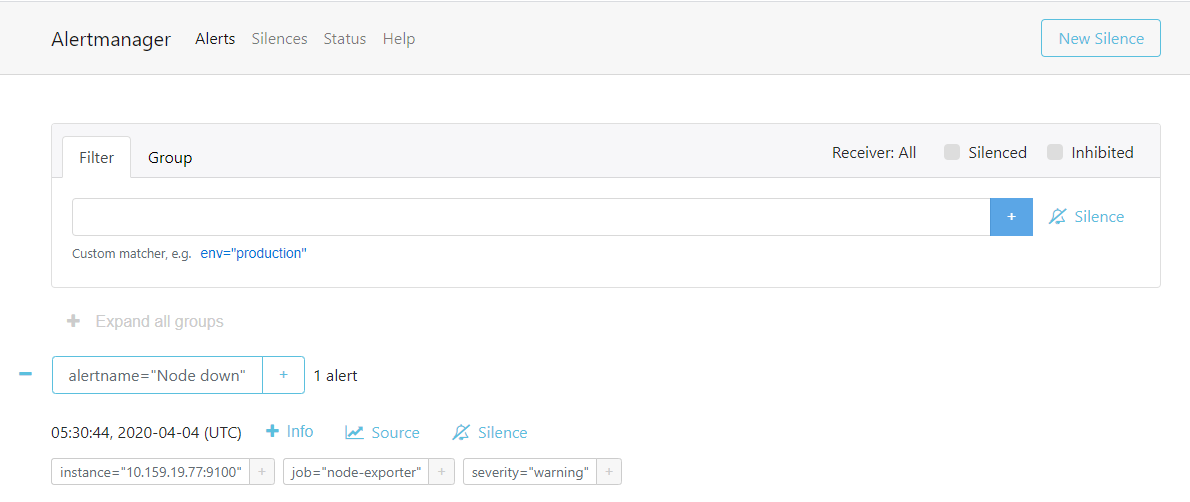 Alertmanager Alerts Silences Status Help New Silence
Filter Group Receiver: All Silenced Inhibited
+ Silence
Custom matcher, e.g. env="production"
+ Expand all groups
alertname="Node down" + 1 alert
05:30:44, 2020-04-04 (UTC) + Info Source Silence
instance="10.159.19.77:9100" + job="node-exporter" + severity="warning" +